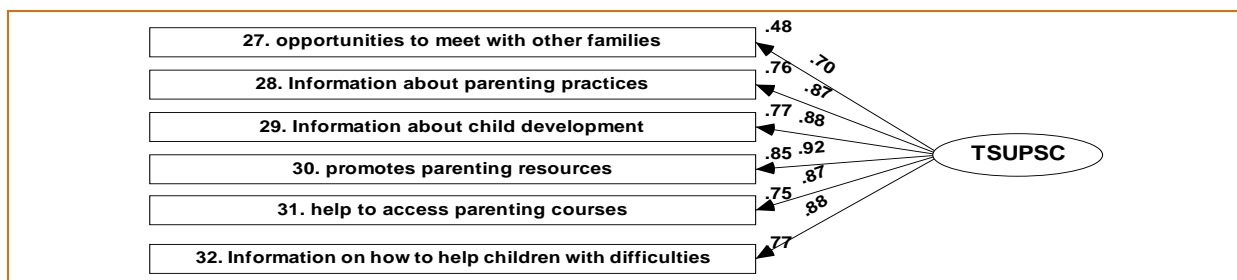 .48
27. opportunities to meet with other families
.70
.76
28. Information about parenting practices
.87
.77
.88
29. Information about child development
TSUPSC
.85
.92
30. promotes parenting resources
.87
.75
31. help to access parenting courses
.88
.77
32. Information on how to help children with difficulties